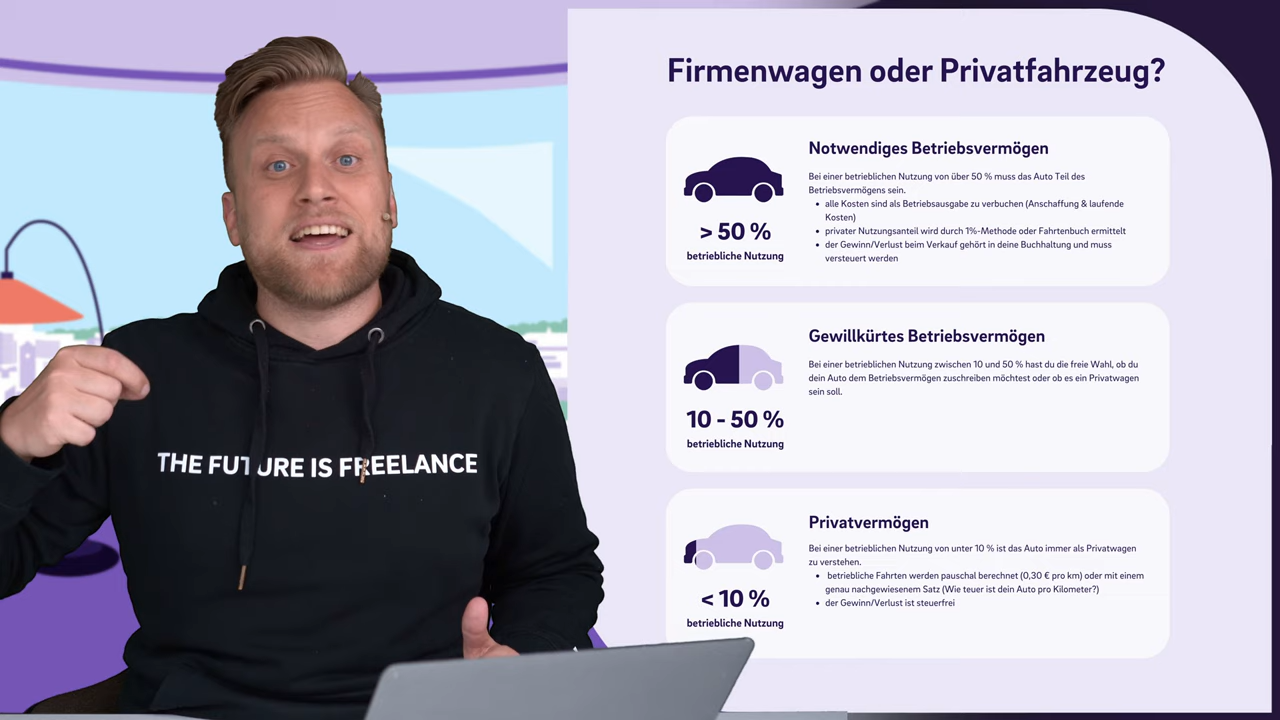 Firmenwagen oder Privatfahrzeug?
Notwendiges Betriebsvermögen
Bei einer betrieblichen Nutzung von über 50 % muss das Auto Teil des
Betriebsvermögens sein.
• alle Kosten sind als Betriebsausgabe zu verbuchen (Anschaffung & laufende
Kosten)
• privater Nutzungsanteil wird durch 1%-Methode oder Fahrtenbuch ermittelt
• der Gewinn/Verlust beim Verkauf gehört in deine Buchhaltung und muss
versteuert werden
> 50 %
betriebliche Nutzung
Gewillkürtes Betriebsvermögen
Bei einer betrieblichen Nutzung zwischen 10 und 50 % hast du die freie Wahl, ob du
dein Auto dem Betriebsvermögen zuschreiben möchtest oder ob es ein Privatwagen
sein soll.
10 - 50 %
betriebliche Nutzung
Privatvermögen
Bei einer betrieblichen Nutzung von unter 10 % ist das Auto immer als Privatwagen
zu verstehen.
• betriebliche Fahrten werden pauschal berechnet (0,30 € pro km) oder mit einem
genau nachgewiesenem Satz (Wie teuer ist dein Auto pro Kilometer?)
• der Gewinn/Verlust ist steuerfrei
< 10 %
betriebliche Nutzung
THE FUTURE IS FREELANCE